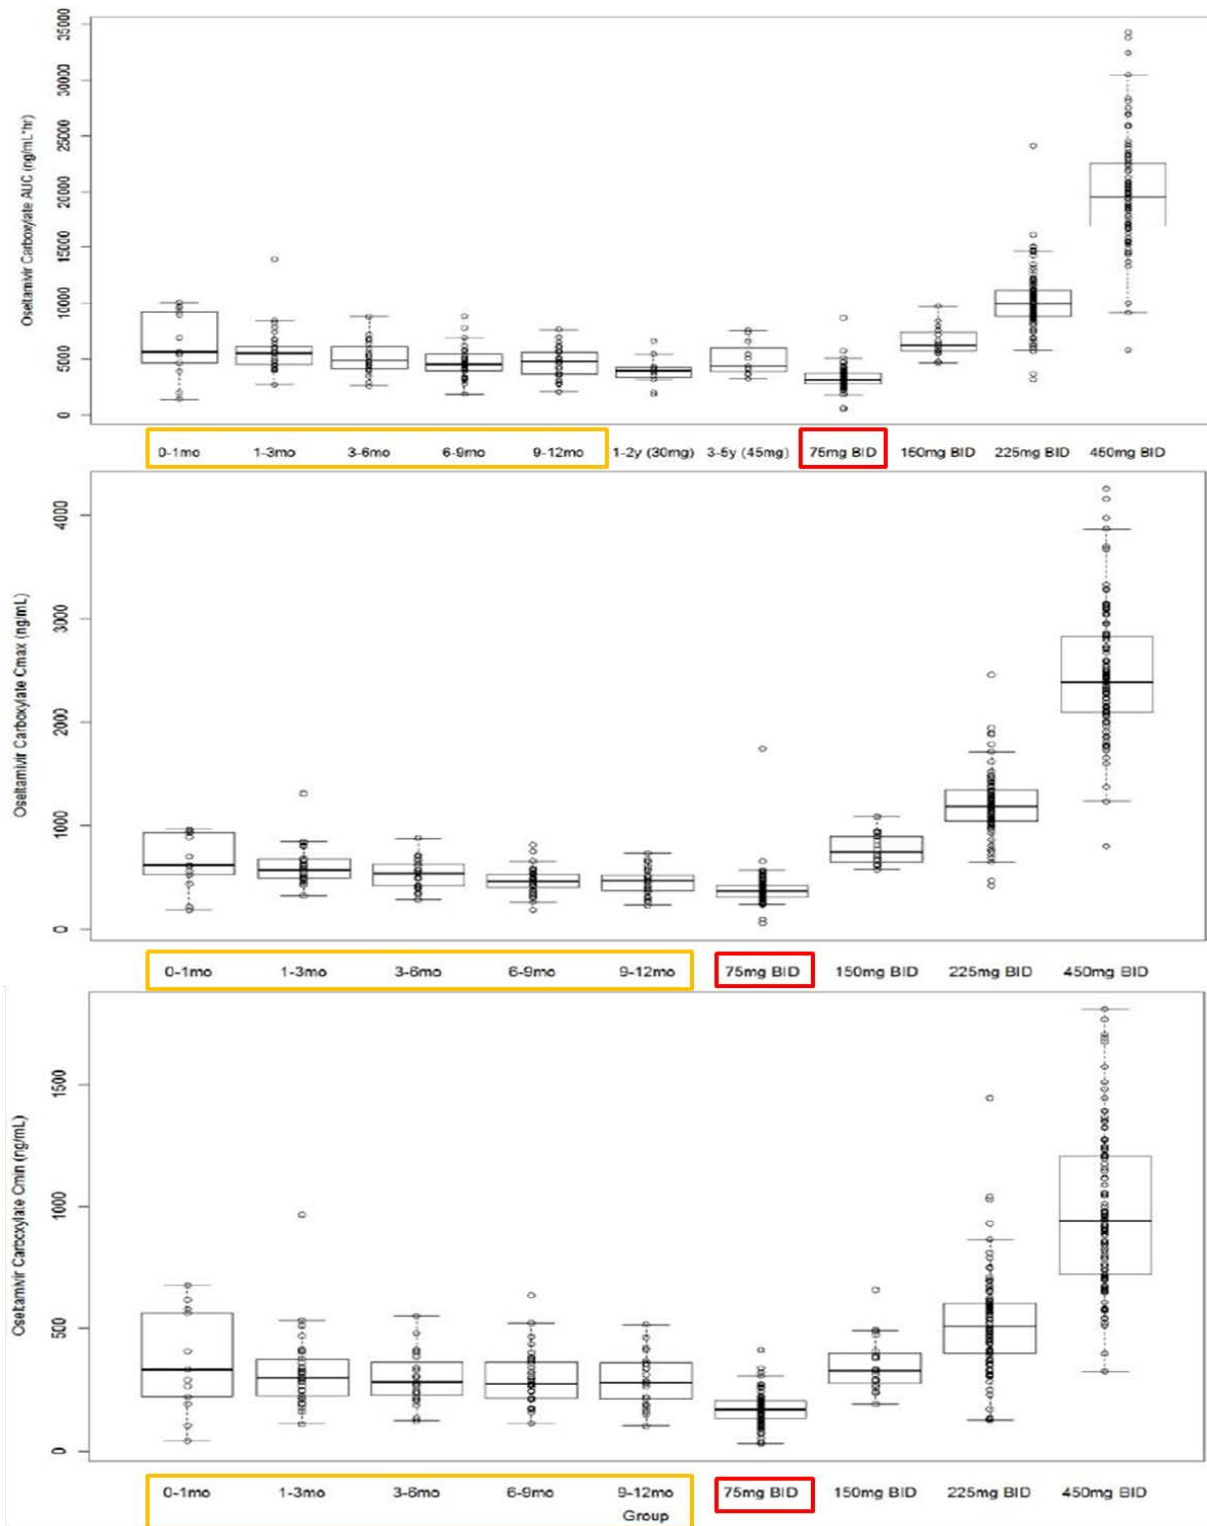 Oseltamivir Carboxylate AUC (ng/mL*hr)
35000
30000
25000
20000
15000
10000
5000
0
0-1mo 1-3mo 3-6mo 6-9mo 9-12mo 1-2y (30mg) 3-5y (45mg) 75mg BID 150mg BID 225mg BID 450mg BID
Oseltamivir Carboxylate Cmax (ng/mL)
4000
3000
2000
1000
0
0-1mo 1-3mo 3-6mo 6-9mo 9-12mo 75mg BID 150mg BID 225mg BID 450mg BID
Oseltamivir Carboxylate Cmin (ng/mL)
1500
1000
500
0
0-1mo 1-3mo 3-6mo 6-9mo 9-12mo 75mg BID 150mg BID 225mg BID 450mg BID
Group